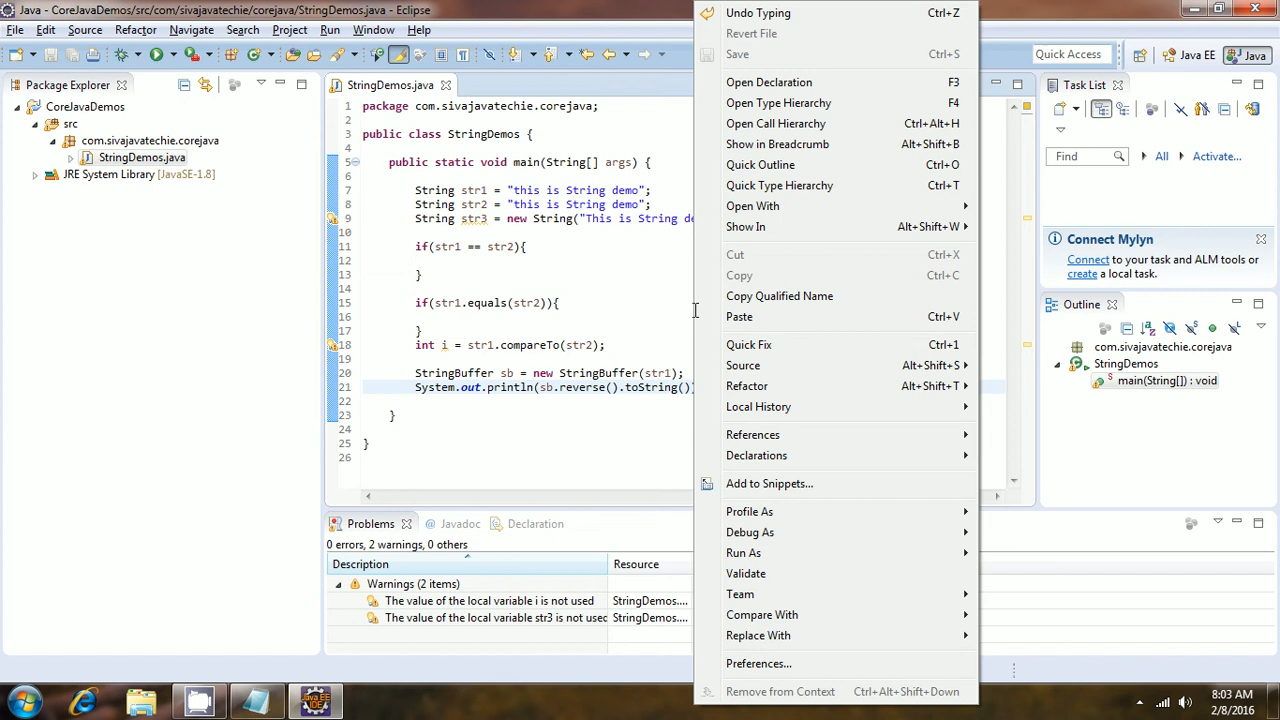 Java - CoreJavaDemos/src/com/sivajavatechie/corejava/StringDemos.java - Eclipse
File Edit Source Refactor Navigate Search Project Run Window Help
Quick Access
Java EE
Java
Package Explorer
CoreJavaDemos
src
com.sivajavatechie.corejava
StringDemos.java
JRE System Library [JavaSE-1.8]
StringDemos.java
1 package com.sivajavatechie.corejava;
2
3 public class StringDemos {
4
5 public static void main(String[] args) {
6
7 String str1 = "this is String demo";
8 String str2 = "this is String demo";
9 String str3 = new String("This is String de
10
11 if(str1 == str2){
12
13 }
14
15 if(str1.equals(str2)){
16
17 }
18 int i = str1.compareTo(str2);
19
20 StringBuffer sb = new StringBuffer(str1);
21 System.out.println(sb.reverse().toString())
22
23 }
24
25 }
26
Problems
@ Javadoc
Declaration
0 errors, 2 warnings, 0 others
Description
Resource
Warnings (2 items)
The value of the local variable i is not used StringDemos....
The value of the local variable str3 is not used StringDemos....
Undo Typing Ctrl+Z
Revert File
Save Ctrl+S
Open Declaration F3
Open Type Hierarchy F4
Open Call Hierarchy Ctrl+Alt+H
Show in Breadcrumb Alt+Shift+B
Quick Outline Ctrl+O
Quick Type Hierarchy Ctrl+T
Open With
Show In Alt+Shift+W
Cut Ctrl+X
Copy Ctrl+C
Copy Qualified Name
Paste Ctrl+V
Quick Fix Ctrl+1
Source Alt+Shift+S
Refactor Alt+Shift+T
Local History
References
Declarations
Add to Snippets...
Profile As
Debug As
Run As
Validate
Team
Compare With
Replace With
Preferences...
Remove from Context Ctrl+Alt+Shift+Down
Task List
Find
All
Activate...
Connect Mylyn
Connect to your task and ALM tools or
create a local task.
Outline
com.sivajavatechie.corejava
StringDemos
main(String[]) : void
Java EE
IDE
8:03 AM
2/8/2016